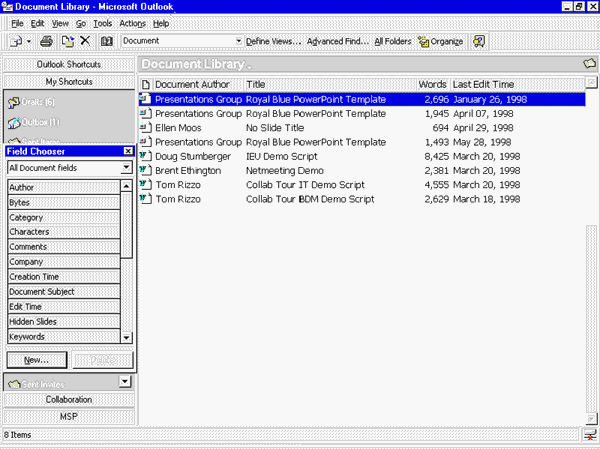 Document Library - Microsoft Outlook
File Edit View Go Tools Actions Help
Document Define Views... Advanced Find... All Folders Organize
Outlook Shortcuts
My Shortcuts
Drafts (6)
Outbox (1)
Document Library .
Document Author Title Words Last Edit Time
Presentations Group Royal Blue PowerPoint Template 2,696 January 26, 1998
Presentations Group Royal Blue PowerPoint Template 1,945 April 07, 1998
Ellen Moos No Slide Title 694 April 29, 1998
Presentations Group Royal Blue PowerPoint Template 1,493 May 28, 1998
Doug Stumberger IEU Demo Script 8,425 March 20, 1998
Brent Ethington Netmeeting Demo 2,381 March 20, 1998
Tom Rizzo Collab Tour IT Demo Script 4,555 March 20, 1998
Tom Rizzo Collab Tour BDM Demo Script 2,629 March 18, 1998
Field Chooser
All Document fields
Author
Bytes
Category
Characters
Comments
Company
Creation Time
Document Subject
Edit Time
Hidden Slides
Keywords
New...
Sent Invites
Collaboration
MSP
8 Items